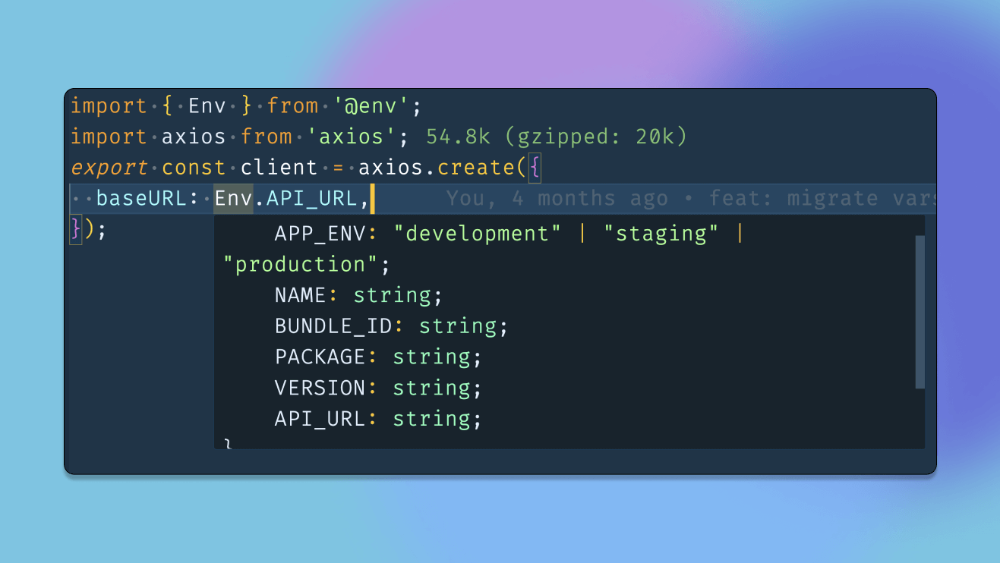 import { Env } from '@env';
import axios from 'axios'; 54.8k (gzipped: 20k)
export const client = axios.create({
baseURL: Env.API_URL, You, 4 months ago • feat: migrate vars
});
APP_ENV: "development" | "staging" |
"production";
NAME: string;
BUNDLE_ID: string;
PACKAGE: string;
VERSION: string;
API_URL: string;
}